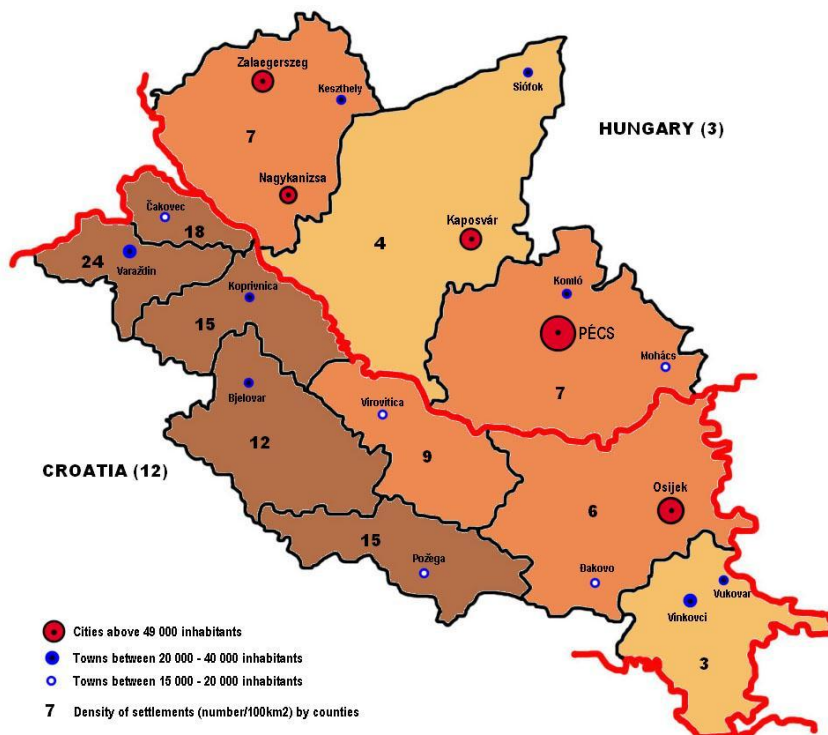 Zalaegerszeg
Keszthely
Siófok
HUNGARY (3)
7
Nagykanizsa
Čakovec
18
Kaposvár
4
24
Varaždin
Koprivnica
Komló
15
PÉCS
Mohács
Bjelovar
Virovitica
7
12
9
CROATIA (12)
Osijek
6
15
Požega
Đakovo
Vukovar
Vinkovci
3
Cities above 49 000 inhabitants
Towns between 20 000 - 40 000 inhabitants
Towns between 15 000 - 20 000 inhabitants
7 Density of settlements (number/100km2) by counties